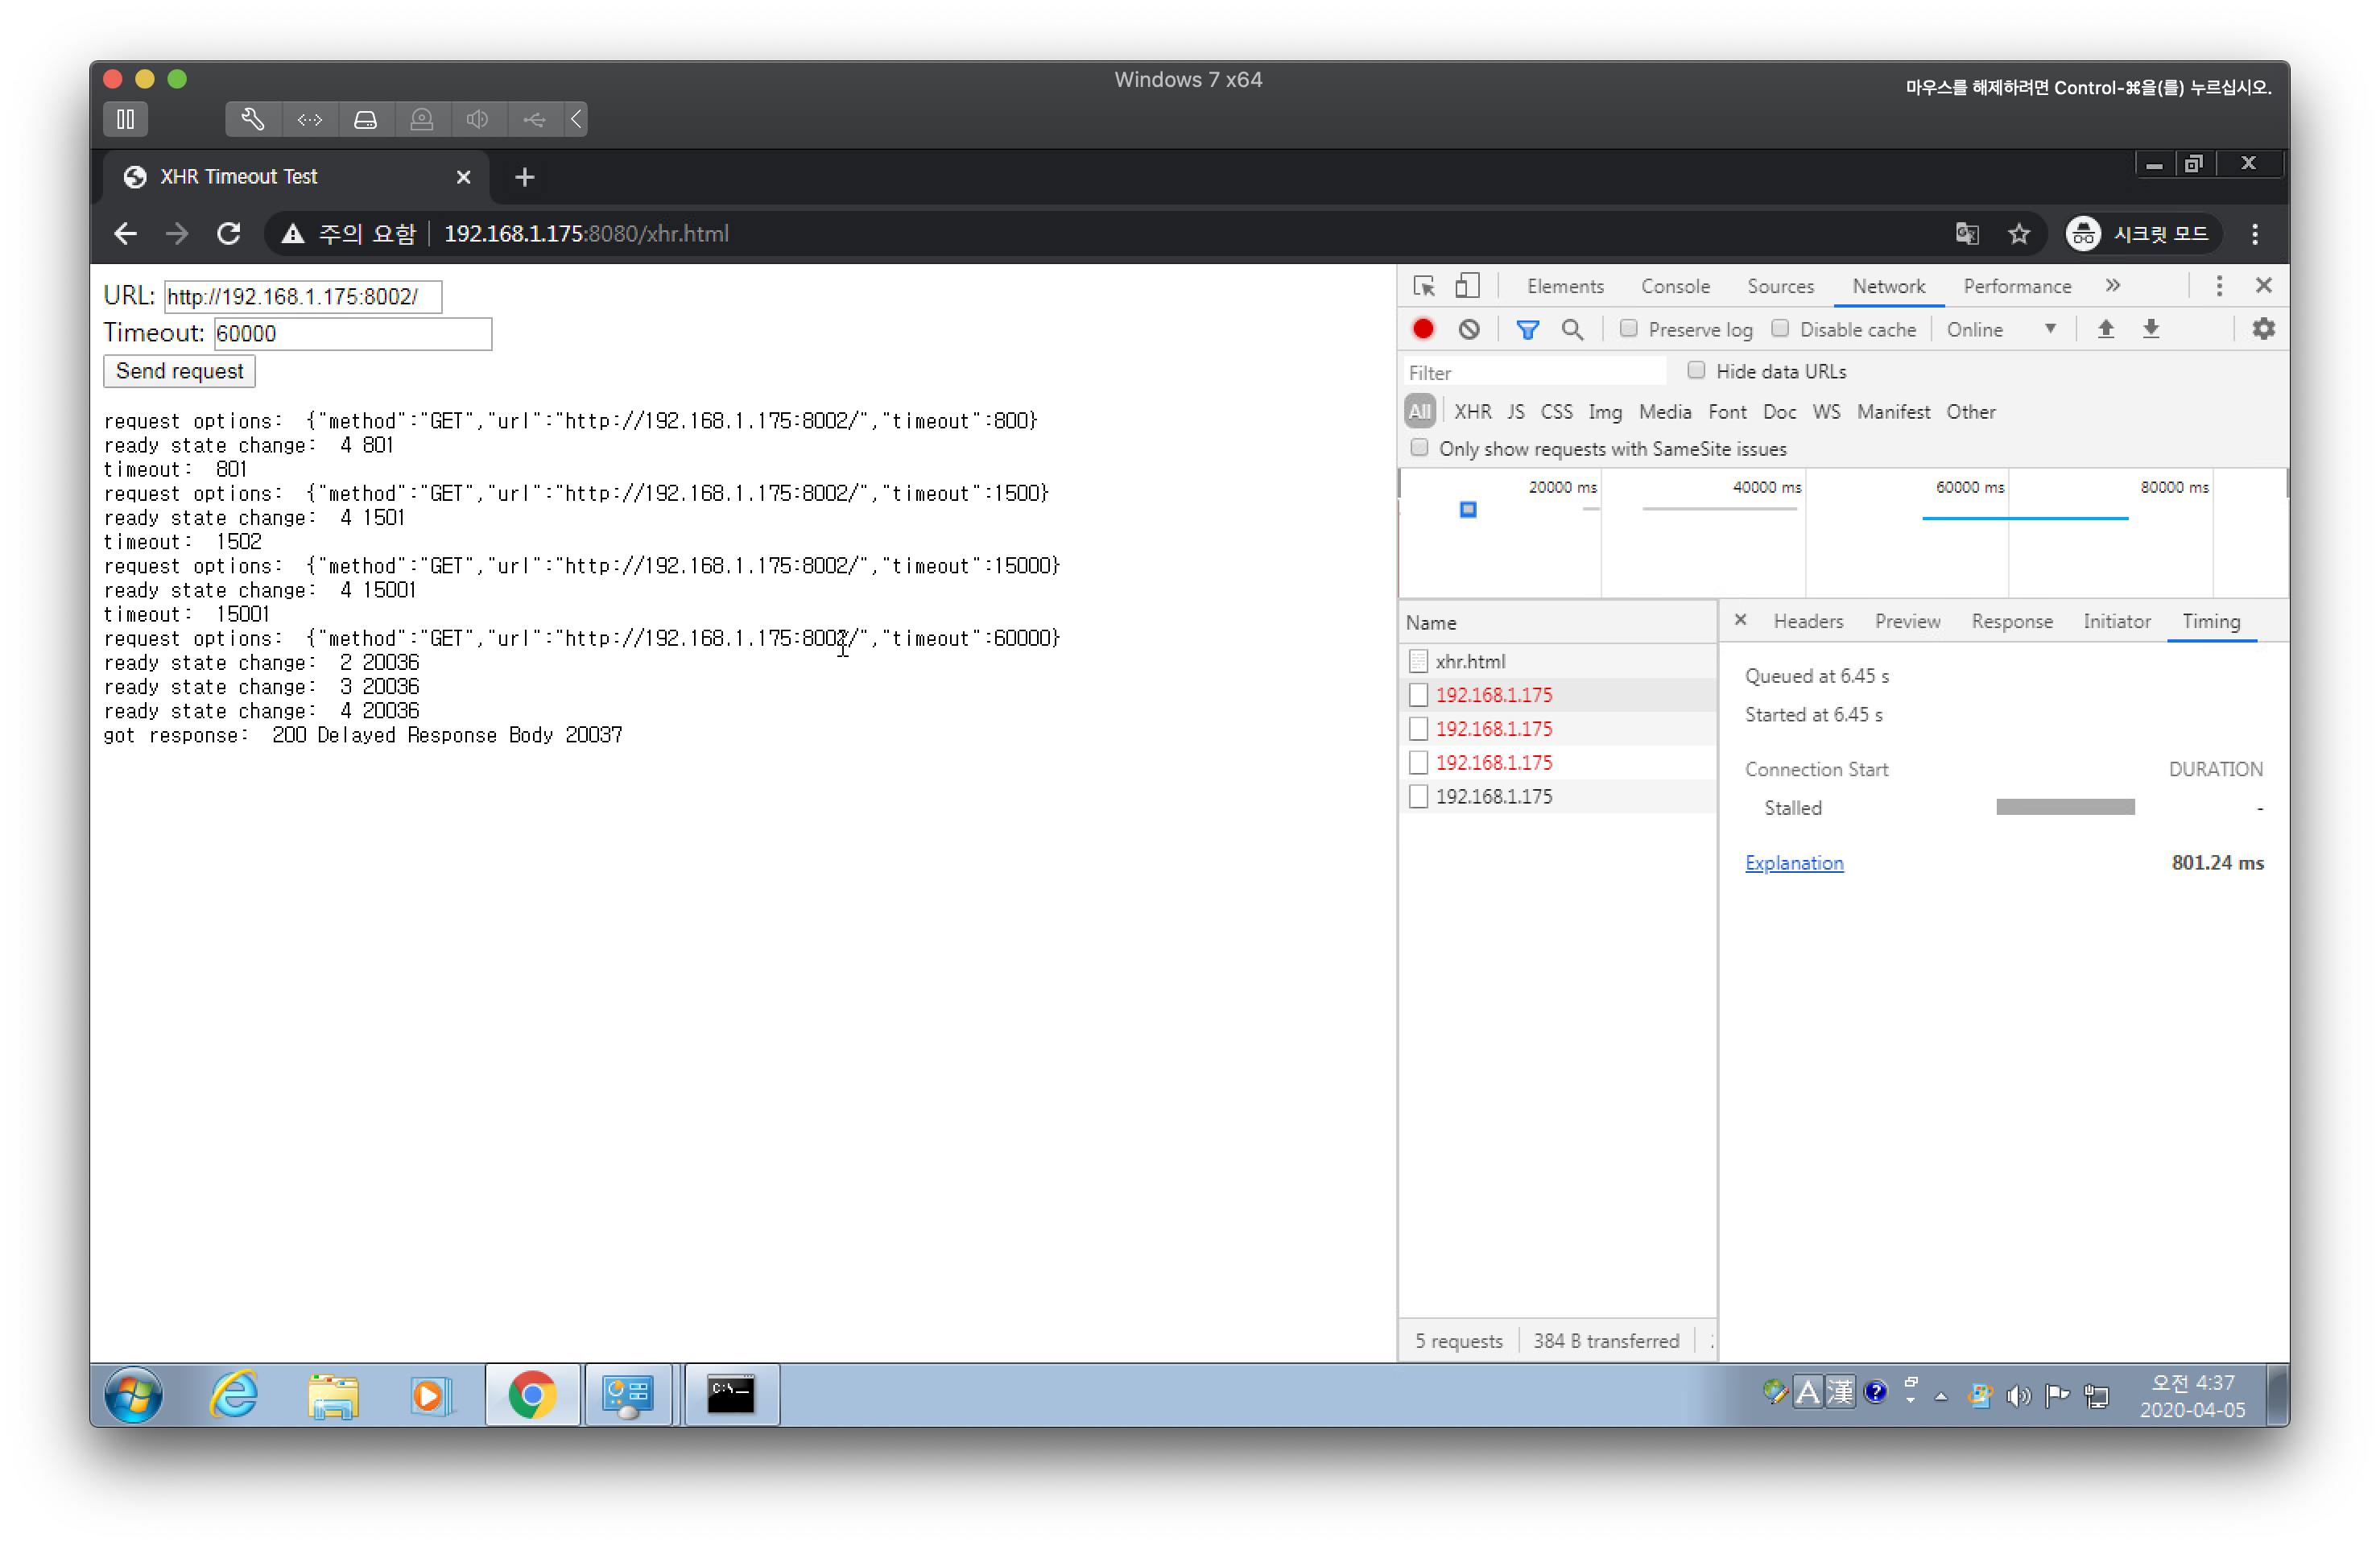 Windows 7 x64
마우스를 해제하려면 Control-⌘을(를) 누르십시오.
XHR Timeout Test
주의 요함 192.168.1.175:8080/xhr.html
시크릿 모드
URL: http://192.168.1.175:8002/
Timeout: 60000
Send request
request options:  {"method":"GET","url":"http://192.168.1.175:8002/","timeout":800}
ready state change:  4 801
timeout:  801
request options:  {"method":"GET","url":"http://192.168.1.175:8002/","timeout":1500}
ready state change:  4 1501
timeout:  1502
request options:  {"method":"GET","url":"http://192.168.1.175:8002/","timeout":15000}
ready state change:  4 15001
timeout:  15001
request options:  {"method":"GET","url":"http://192.168.1.175:8002/","timeout":60000}
ready state change:  2 20036
ready state change:  3 20036
ready state change:  4 20036
got response:  200 Delayed Response Body 20037
Elements Console Sources Network Performance »
Preserve log Disable cache Online
Filter Hide data URLs
All XHR JS CSS Img Media Font Doc WS Manifest Other
Only show requests with SameSite issues
20000 ms 40000 ms 60000 ms 80000 ms
Name
xhr.html
192.168.1.175
192.168.1.175
192.168.1.175
192.168.1.175
5 requests 384 B transferred
Headers Preview Response Initiator Timing
Queued at 6.45 s
Started at 6.45 s
Connection Start DURATION
Stalled -
Explanation 801.24 ms
C:\_
A 漢 ?
오전 4:37
2020-04-05